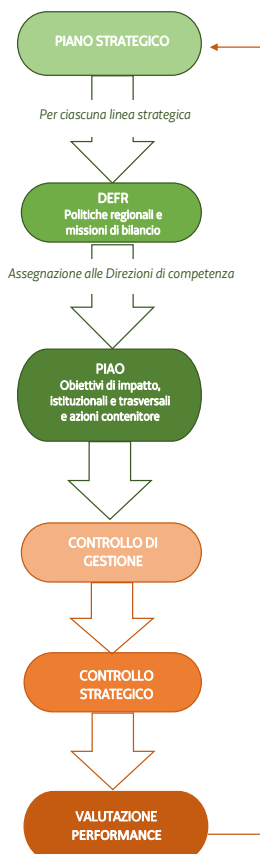 PIANO STRATEGICO
Per ciascuna linea strategica
DEFR
Politiche regionali e
missioni di bilancio
Assegnazione alle Direzioni di competenza
PIAO
Obiettivi di impatto,
istituzionali e trasversali
e azioni contenitore
CONTROLLO DI
GESTIONE
CONTROLLO
STRATEGICO
VALUTAZIONE
PERFORMANCE